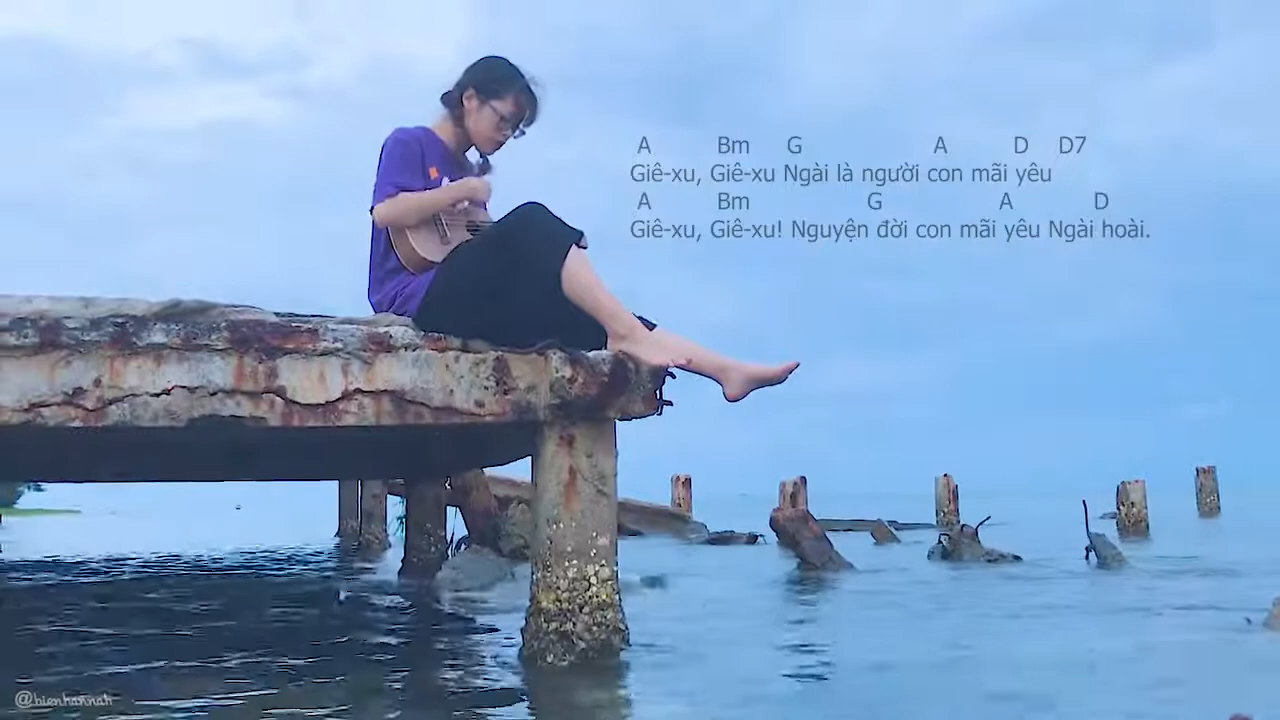 A Bm G A D D7
Giê-xu, Giê-xu Ngài là người con mãi yêu
A Bm G A D
Giê-xu, Giê-xu! Nguyện đời con mãi yêu Ngài hoài.
@bienhannah